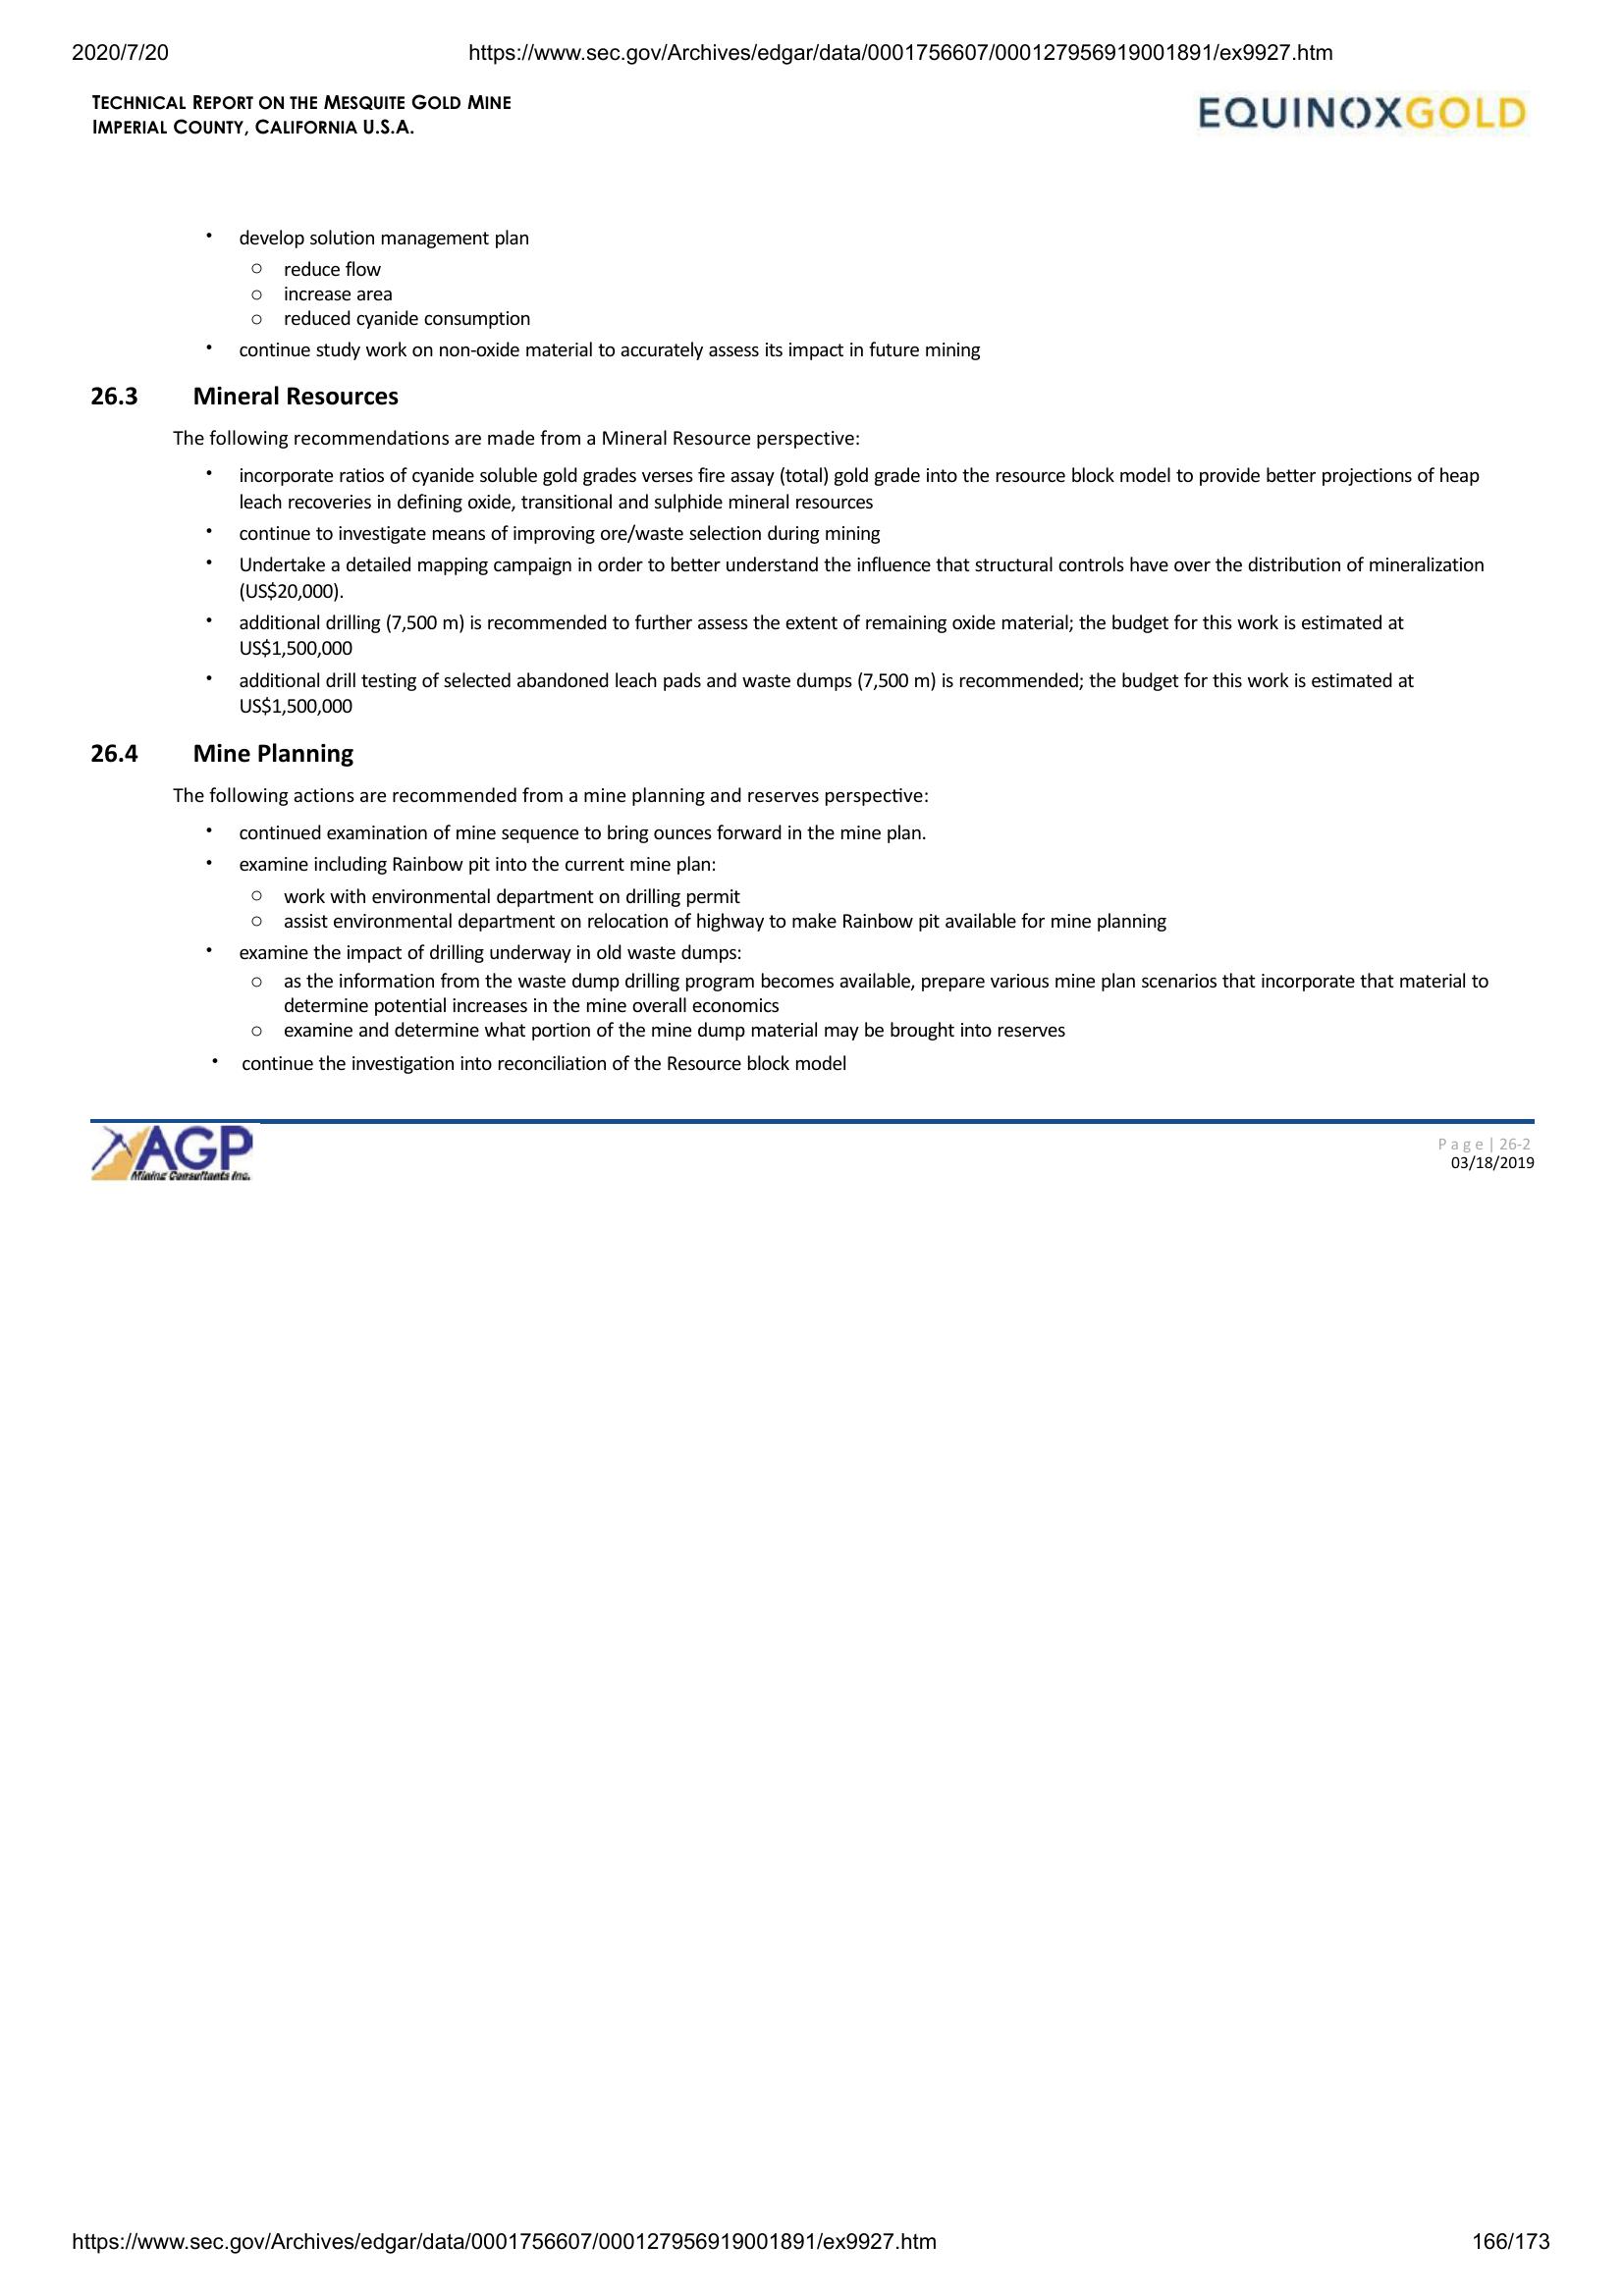 2020/7/20 https://www.sec.gov/Archives/edgar/data/0001756607/000127956919001891/ex9927.htm
TECHNICAL REPORT ON THE MESQUITE GOLD MINE
IMPERIAL COUNTY, CALIFORNIA U.S.A.
EQUINOXGOLD
• develop solution management plan
○ reduce flow
○ increase area
○ reduced cyanide consumption
• continue study work on non-oxide material to accurately assess its impact in future mining
26.3 Mineral Resources
The following recommendations are made from a Mineral Resource perspective:
• incorporate ratios of cyanide soluble gold grades verses fire assay (total) gold grade into the resource block model to provide better projections of heap
leach recoveries in defining oxide, transitional and sulphide mineral resources
• continue to investigate means of improving ore/waste selection during mining
• Undertake a detailed mapping campaign in order to better understand the influence that structural controls have over the distribution of mineralization
(US$20,000).
• additional drilling (7,500 m) is recommended to further assess the extent of remaining oxide material; the budget for this work is estimated at
US$1,500,000
• additional drill testing of selected abandoned leach pads and waste dumps (7,500 m) is recommended; the budget for this work is estimated at
US$1,500,000
26.4 Mine Planning
The following actions are recommended from a mine planning and reserves perspective:
• continued examination of mine sequence to bring ounces forward in the mine plan.
• examine including Rainbow pit into the current mine plan:
○ work with environmental department on drilling permit
○ assist environmental department on relocation of highway to make Rainbow pit available for mine planning
• examine the impact of drilling underway in old waste dumps:
○ as the information from the waste dump drilling program becomes available, prepare various mine plan scenarios that incorporate that material to
determine potential increases in the mine overall economics
○ examine and determine what portion of the mine dump material may be brought into reserves
• continue the investigation into reconciliation of the Resource block model
AGP
Mining Consultants Inc.
Page | 26-2
03/18/2019
https://www.sec.gov/Archives/edgar/data/0001756607/000127956919001891/ex9927.htm 166/173